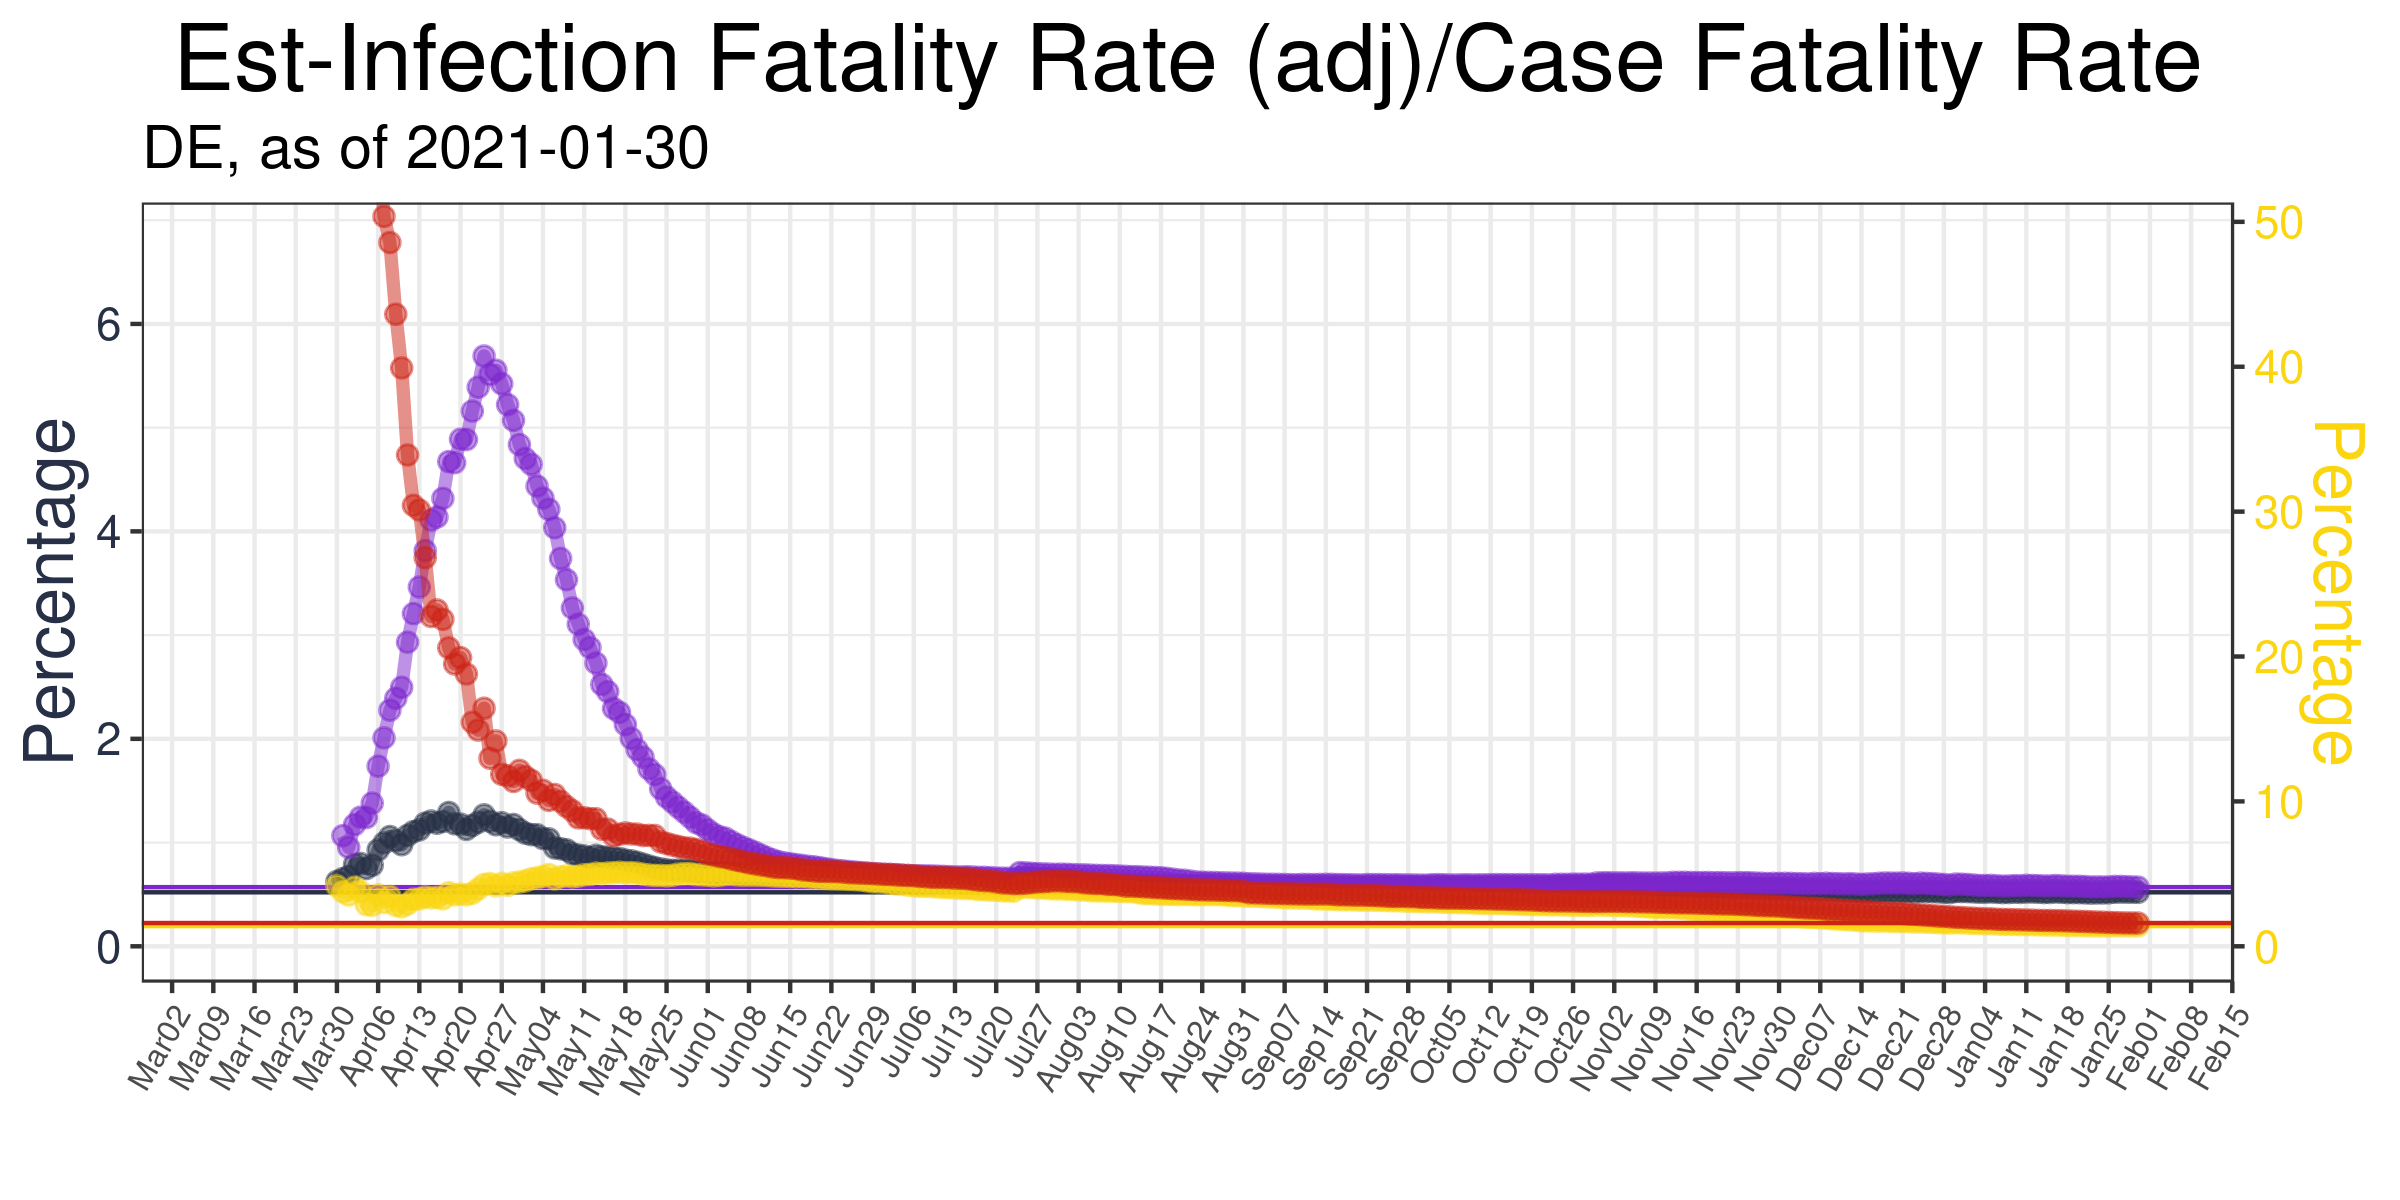 Est-Infection Fatality Rate (adj)/Case Fatality Rate
DE, as of 2021-01-30
Percentage
6
4
2
0
50
40
30
20
10
0
Percentage
Mar02
Mar09
Mar16
Mar23
Mar30
Apr06
Apr13
Apr20
Apr27
May04
May11
May18
May25
Jun01
Jun08
Jun15
Jun22
Jun29
Jul06
Jul13
Jul20
Jul27
Aug03
Aug10
Aug17
Aug24
Aug31
Sep07
Sep14
Sep21
Sep28
Oct05
Oct12
Oct19
Oct26
Nov02
Nov09
Nov16
Nov23
Nov30
Dec07
Dec14
Dec21
Dec28
Jan04
Jan11
Jan18
Jan25
Feb01
Feb08
Feb15